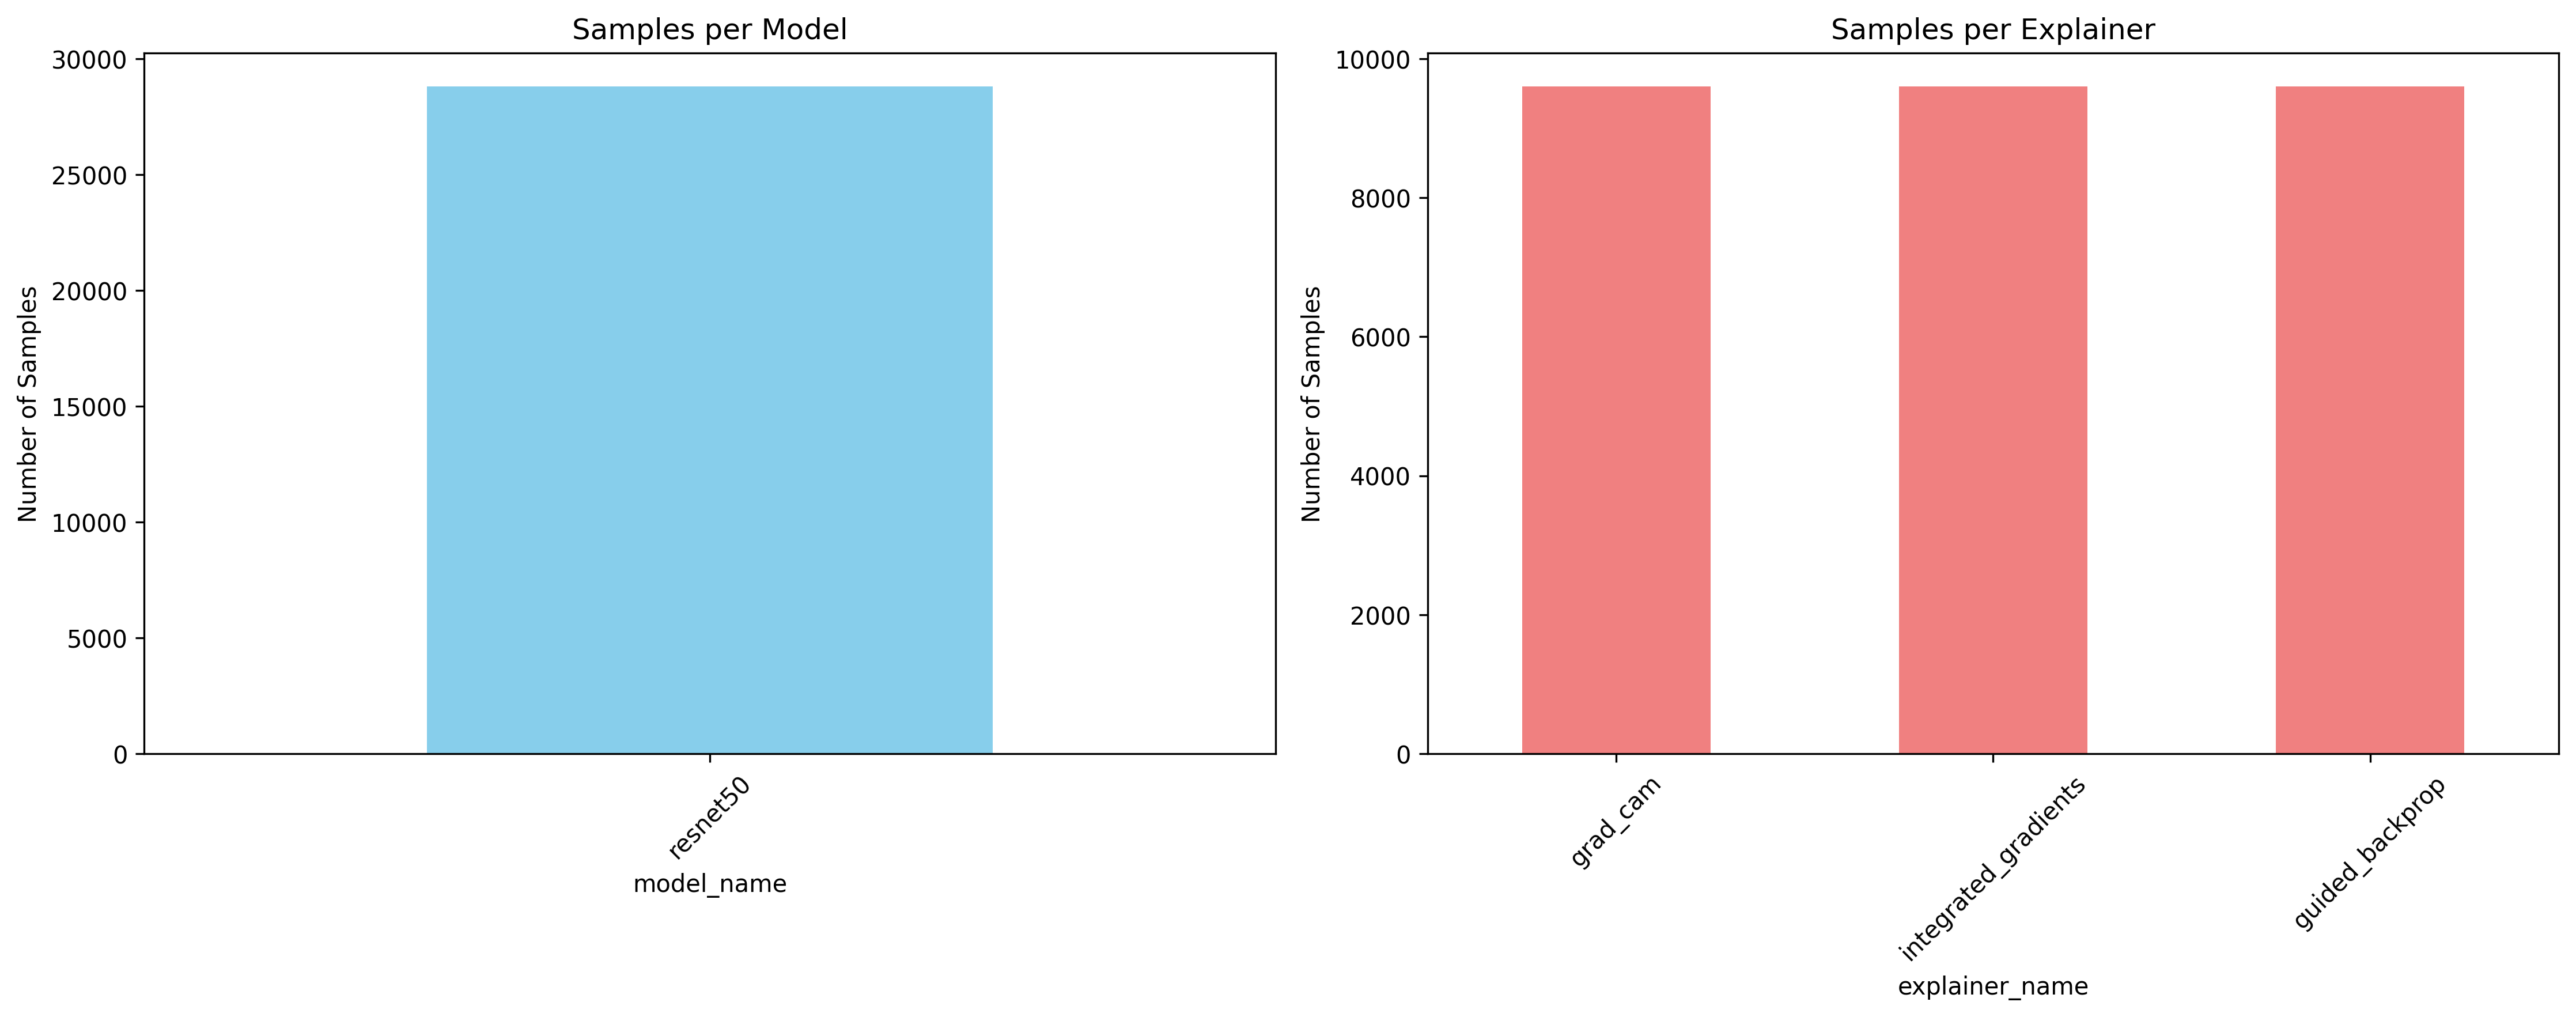 Samples per Model
30000
25000
20000
15000
10000
5000
0
Number of Samples
resnet50
model_name
Samples per Explainer
10000
8000
6000
4000
2000
0
Number of Samples
grad_cam
integrated_gradients
guided_backprop
explainer_name